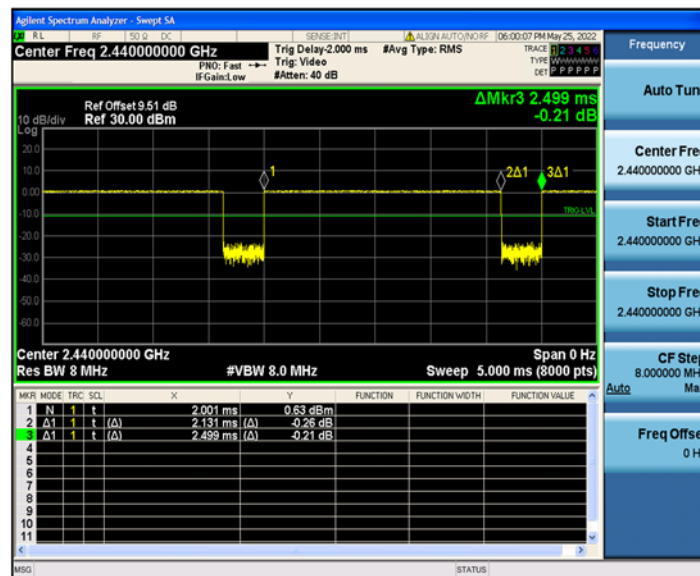 Agilent Spectrum Analyzer - Swept SA
RL RF 50 Ω DC SENSE:INT ALIGN AUTO/NO RF 06:00:07 PM May 25, 2022
Center Freq 2.440000000 GHz
Trig Delay-2.000 ms #Avg Type: RMS
TRACE 1 2 3 4 5 6
PNO: Fast Trig: Video
TYPE WWWWWW
IFGain:Low #Atten: 40 dB
DET P P P P P P
Frequency
Auto Tun
Ref Offset 9.51 dB
ΔMkr3 2.499 ms
10 dB/div Ref 30.00 dBm
-0.21 dB
Log
20.0
10.0
0.00
-10.0
-20.0
-30.0
-40.0
-50.0
-60.0
1
2Δ1
3Δ1
TRIG LVL
Center 2.440000000 GHz Span 0 Hz
Res BW 8 MHz #VBW 8.0 MHz Sweep 5.000 ms (8000 pts)
Center Fre
2.440000000 GH
Start Fre
2.440000000 GH
Stop Fre
2.440000000 GH
CF Ste
8.000000 MH
Auto Ma
Freq Offse
0 H
MKR MODE TRC SCL X Y FUNCTION FUNCTION WIDTH FUNCTION VALUE
1 N 1 t 2.001 ms 0.63 dBm
2 Δ1 1 t (Δ) 2.131 ms (Δ) -0.26 dB
3 Δ1 1 t (Δ) 2.499 ms (Δ) -0.21 dB
4
5
6
7
8
9
10
11
MSG STATUS